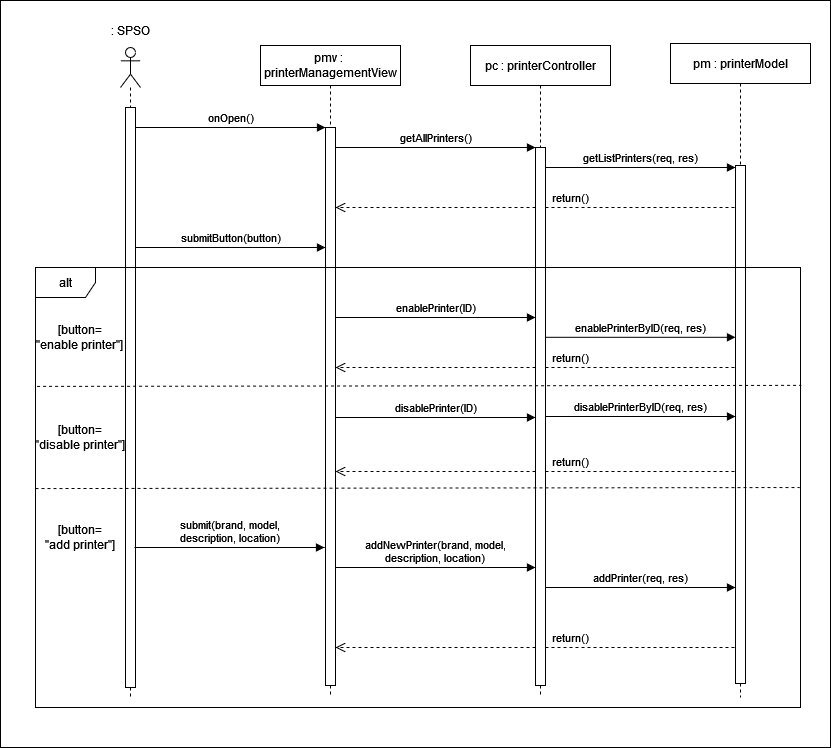 : SPSO
pmv :
printerManagementView
pc : printerController
pm : printerModel
onOpen()
getAllPrinters()
getListPrinters(req, res)
return()
submitButton(button)
alt
enablePrinter(ID)
[button=
"enable printer"]
enablePrinterByID(req, res)
return()
disablePrinter(ID)
disablePrinterByID(req, res)
[button=
"disable printer"]
return()
[button=
"add printer"]
submit(brand, model,
description, location)
addNewPrinter(brand, model,
description, location)
addPrinter(req, res)
return()